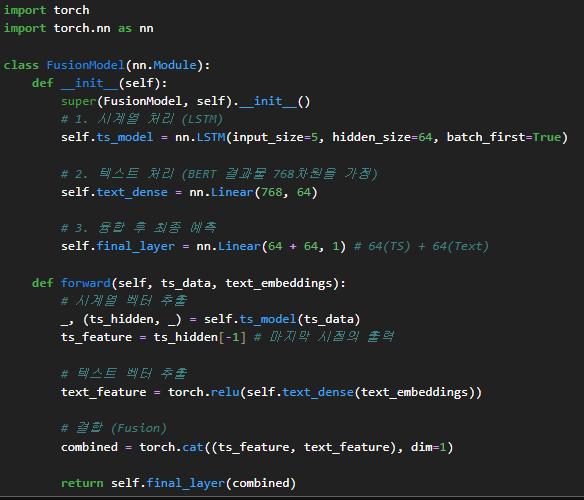 import torch
import torch.nn as nn
class FusionModel(nn.Module):
    def __init__(self):
        super(FusionModel, self).__init__()
        # 1. 시계열 처리 (LSTM)
        self.ts_model = nn.LSTM(input_size=5, hidden_size=64, batch_first=True)
        # 2. 텍스트 처리 (BERT 결과물 768차원을 가정)
        self.text_dense = nn.Linear(768, 64)
        # 3. 융합 후 최종 예측
        self.final_layer = nn.Linear(64 + 64, 1) # 64(TS) + 64(Text)
    def forward(self, ts_data, text_embeddings):
        # 시계열 벡터 추출
        _, (ts_hidden, _) = self.ts_model(ts_data)
        ts_feature = ts_hidden[-1] # 마지막 시점의 출력
        # 텍스트 벡터 추출
        text_feature = torch.relu(self.text_dense(text_embeddings))
        # 결합 (Fusion)
        combined = torch.cat((ts_feature, text_feature), dim=1)
        return self.final_layer(combined)